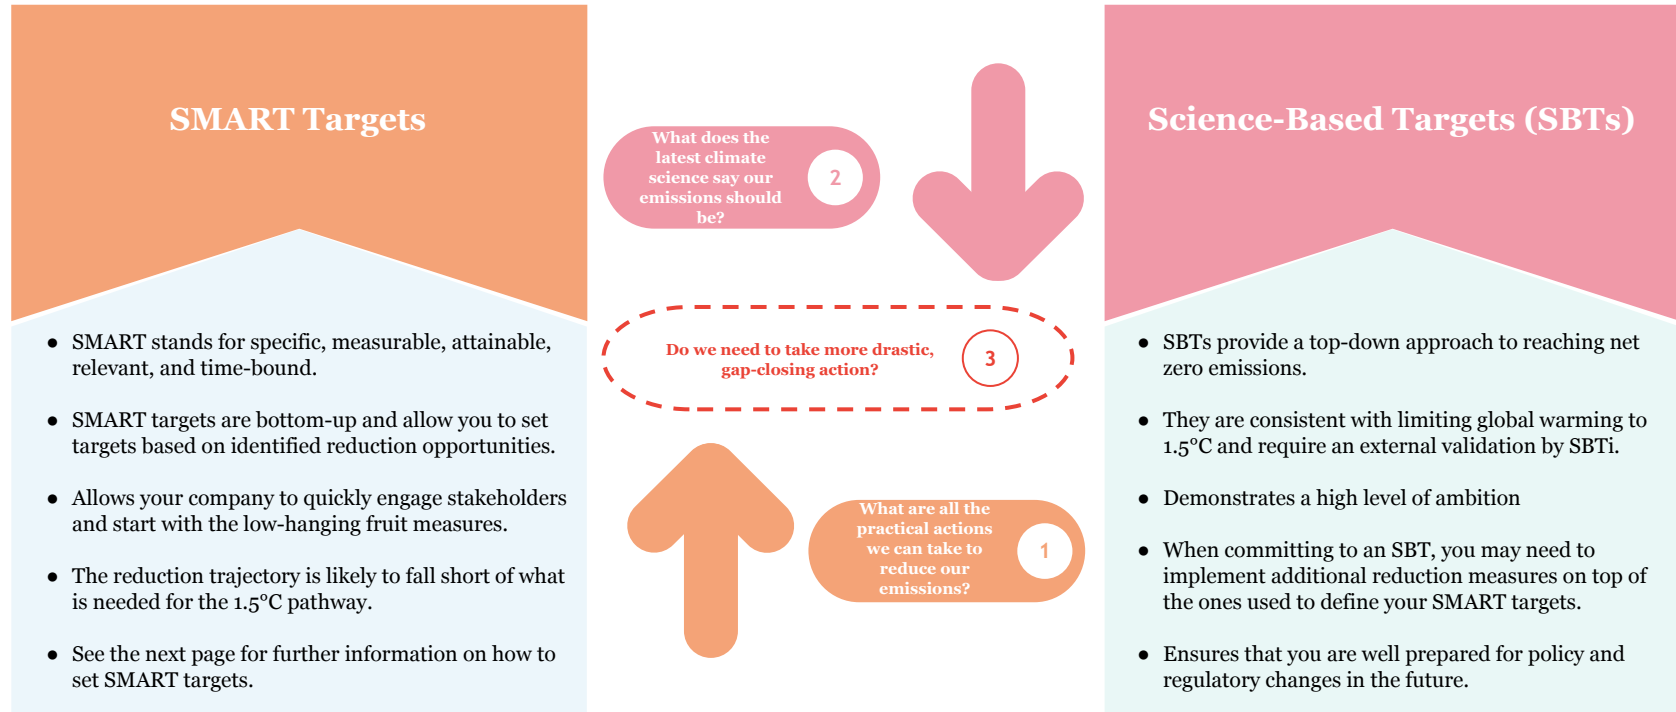 SMART Targets
● SMART stands for specific, measurable, attainable,
relevant, and time-bound.
● SMART targets are bottom-up and allow you to set
targets based on identified reduction opportunities.
● Allows your company to quickly engage stakeholders
and start with the low-hanging fruit measures.
● The reduction trajectory is likely to fall short of what
is needed for the 1.5°C pathway.
● See the next page for further information on how to
set SMART targets.
What does the
latest climate
science say our
emissions should
be?
2
Do we need to take more drastic,
gap-closing action?
3
What are all the
practical actions
we can take to
reduce our
emissions?
1
Science-Based Targets (SBTs)
● SBTs provide a top-down approach to reaching net
zero emissions.
● They are consistent with limiting global warming to
1.5°C and require an external validation by SBTi.
● Demonstrates a high level of ambition
● When committing to an SBT, you may need to
implement additional reduction measures on top of
the ones used to define your SMART targets.
● Ensures that you are well prepared for policy and
regulatory changes in the future.